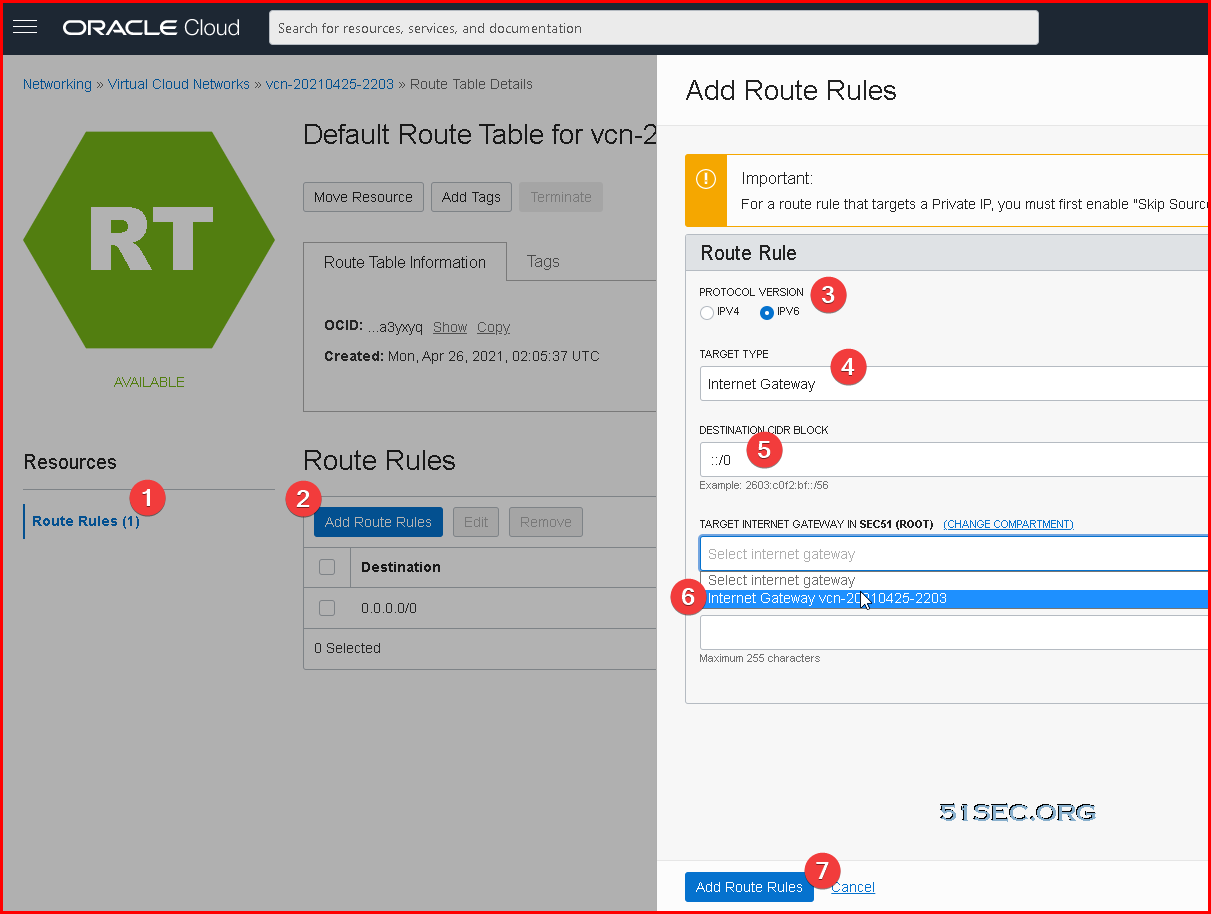 ORACLE Cloud
Search for resources, services, and documentation
Networking » Virtual Cloud Networks » vcn-20210425-2203 » Route Table Details
RT
AVAILABLE
Default Route Table for vcn-2
Move Resource
Add Tags
Terminate
Route Table Information
Tags
OCID: ...a3yxyq Show Copy
Created: Mon, Apr 26, 2021, 02:05:37 UTC
Resources
1
Route Rules (1)
Route Rules
2
Add Route Rules
Edit
Remove
Destination
0.0.0.0/0
0 Selected
Add Route Rules
Important:
For a route rule that targets a Private IP, you must first enable "Skip Sourc
Route Rule
PROTOCOL VERSION
3
IPV4
IPV6
TARGET TYPE
4
Internet Gateway
DESTINATION CIDR BLOCK
5
::/0
Example: 2603:c0f2:bf::/56
TARGET INTERNET GATEWAY IN SEC51 (ROOT) (CHANGE COMPARTMENT)
Select internet gateway
Select internet gateway
6
Internet Gateway vcn-20210425-2203
Maximum 255 characters
51SEC.ORG
7
Add Route Rules
Cancel